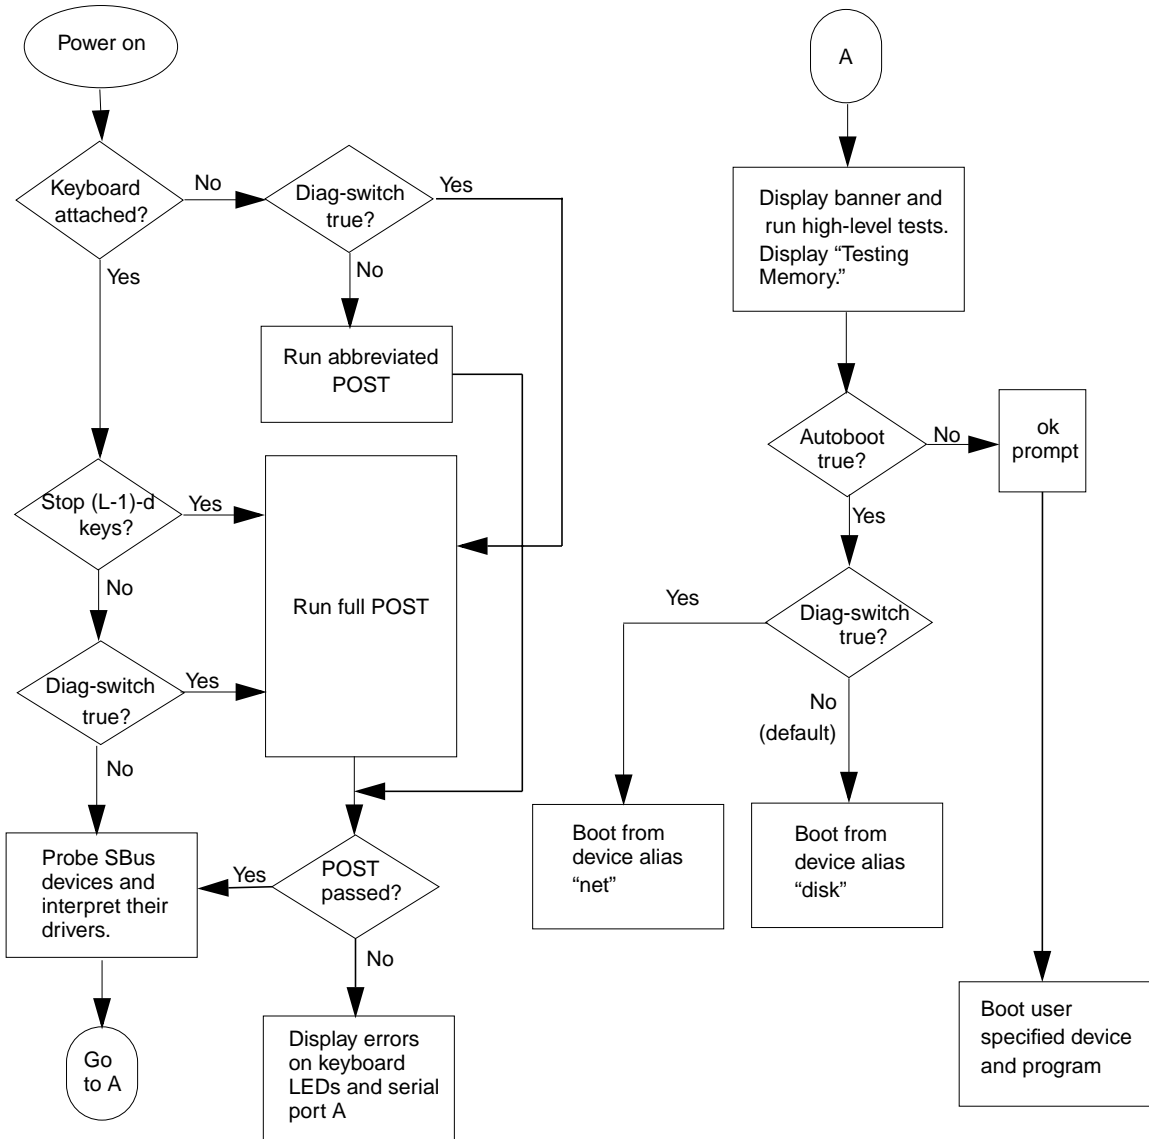 Power on
Keyboard
attached?
No
Diag-switch
true?
Yes
Yes
No
Run abbreviated
POST
Stop (L-1)-d
keys?
Yes
No
Run full POST
Diag-switch
true?
Yes
No
Probe SBus
devices and
interpret their
drivers.
Yes
POST
passed?
No
Go
to A
Display errors
on keyboard
LEDs and serial
port A
A
Display banner and
run high-level tests.
Display “Testing
Memory.”
Autoboot
true?
No
ok
prompt
Yes
Yes
Diag-switch
true?
No
(default)
Boot from
device alias
“net”
Boot from
device alias
“disk”
Boot user
specified device
and program